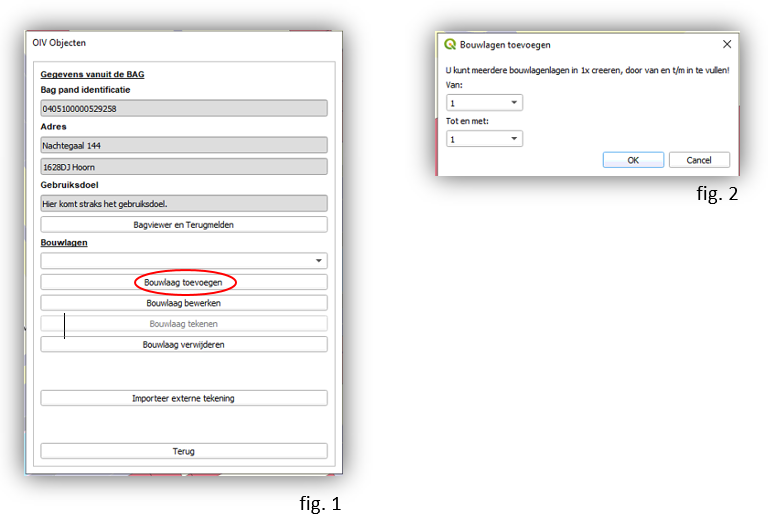 OIV Objecten
Gegevens vanuit de BAG
Bag pand identificatie
0405100000529258
Adres
Nachtegaal 144
1628DJ Hoorn
Gebruiksdoel
Hier komt straks het gebruiksdoel.
Bagviewer en Terugmelden
Bouwlagen
Bouwlaag toevoegen
Bouwlaag bewerken
Bouwlaag tekenen
Bouwlaag verwijderen
Importeer externe tekening
Terug
fig. 1
Bouwlagen toevoegen
U kunt meerdere bouwlagenlagen in 1x creeren, door van en t/m in te vullen!
Van:
1
Tot en met:
1
OK Cancel
fig. 2